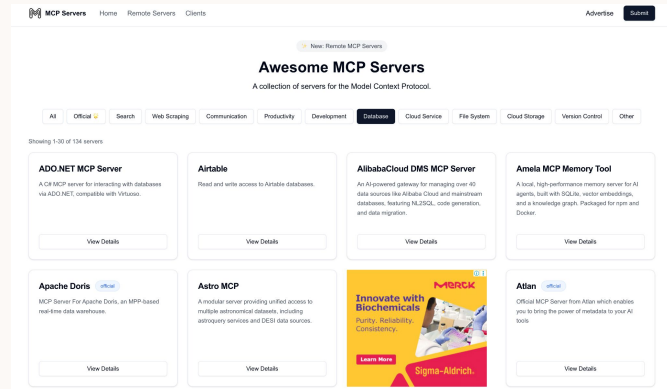 MCP Servers Home Remote Servers Clients Advertise Submit
New: Remote MCP Servers
Awesome MCP Servers
A collection of servers for the Model Context Protocol.
All Official Search Web Scraping Communication Productivity Development Database Cloud Service File System Cloud Storage Version Control Other
Showing 1-30 of 134 servers
ADO.NET MCP Server
A C# MCP server for interacting with databases
via ADO.NET, compatible with Virtuoso.
View Details
Airtable
Read and write access to Airtable databases.
View Details
AlibabaCloud DMS MCP Server
An AI-powered gateway for managing over 40
data sources like Alibaba Cloud and mainstream
databases, featuring NL2SQL, code generation,
and data migration.
View Details
Amela MCP Memory Tool
A local, high-performance memory server for AI
agents, built with SQLite, vector embeddings,
and a knowledge graph. Packaged for npm and
Docker.
View Details
Apache Doris official
MCP Server For Apache Doris, an MPP-based
real-time data warehouse.
View Details
Astro MCP
A modular server providing unified access to
multiple astronomical datasets, including
astroquery services and DESI data sources.
View Details
MERCK
Innovate with
Biochemicals
Purity. Reliability.
Consistency.
Learn More
Sigma-Aldrich.
Atlan official
Official MCP Server from Atlan which enables
you to bring the power of metadata to your AI
tools
View Details